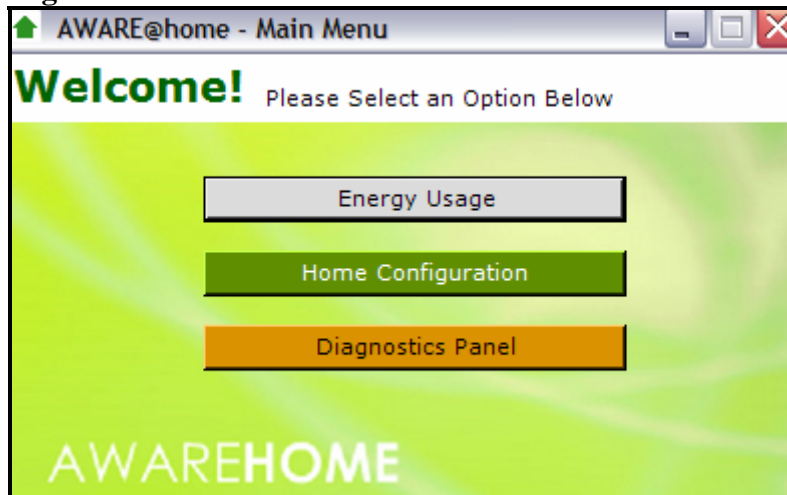 AWARE@home - Main Menu
Welcome! Please Select an Option Below
Energy Usage
Home Configuration
Diagnostics Panel
AWAREHOME